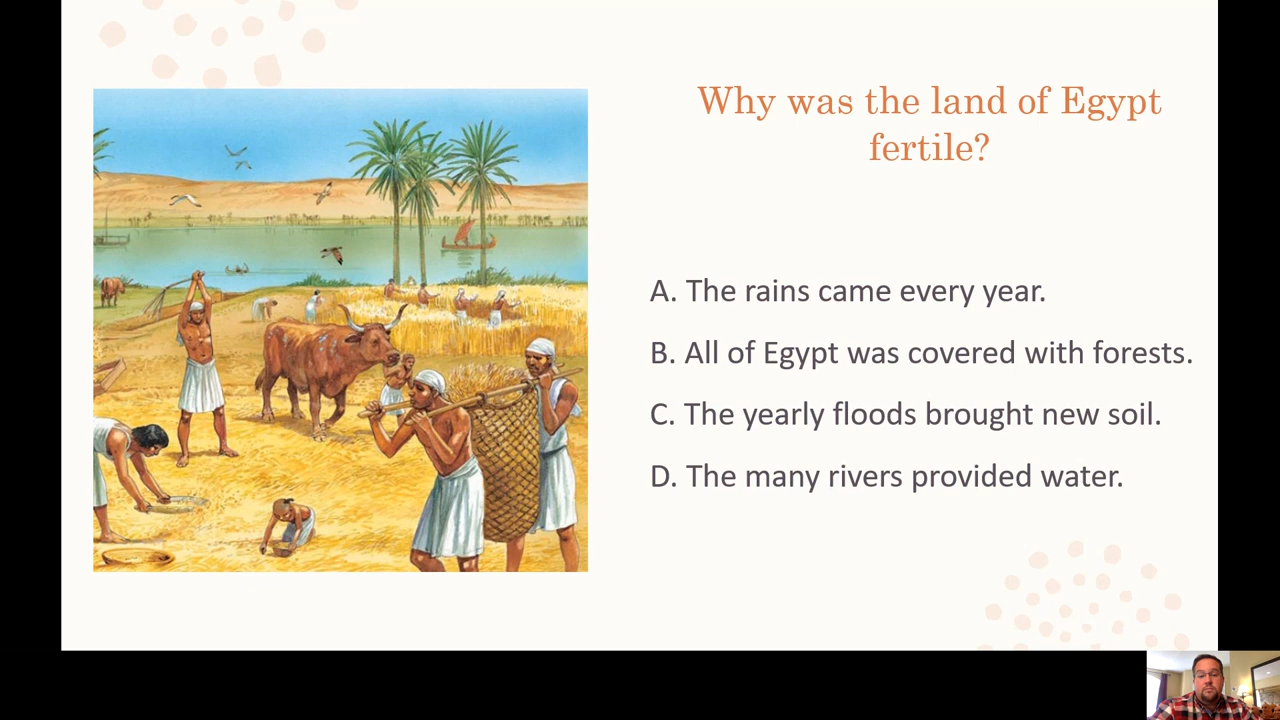 Why was the land of Egypt
fertile?
A. The rains came every year.
B. All of Egypt was covered with forests.
C. The yearly floods brought new soil.
D. The many rivers provided water.